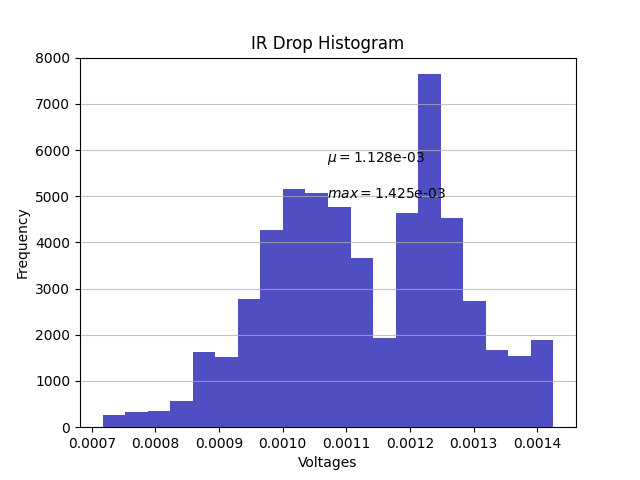 IR Drop Histogram
8000
7000
6000
5000
4000
3000
2000
1000
0
Frequency
μ = 1.128e-03
max = 1.425e-03
0.0007 0.0008 0.0009 0.0010 0.0011 0.0012 0.0013 0.0014
Voltages